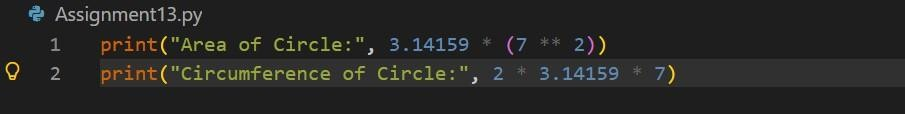 Assignment13.py
1 print("Area of Circle:", 3.14159 * (7 ** 2))
2 print("Circumference of Circle:", 2 * 3.14159 * 7)